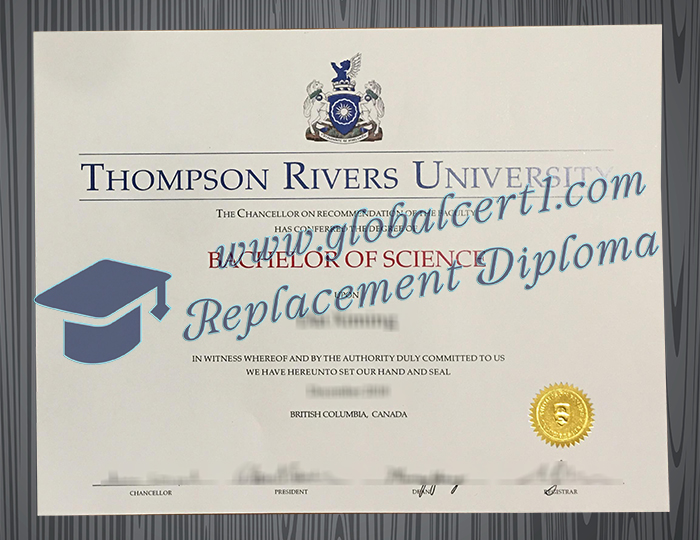 THOMPSON RIVERS UNIVERSITY
THE CHANCELLOR ON RECOMMENDATION OF THE FACULTY
HAS CONFERRED THE DEGREE OF
BACHELOR OF SCIENCE
UPON
www.globalcert1.com
Replacement Diploma
IN WITNESS WHEREOF AND BY THE AUTHORITY DULY COMMITTED TO US
WE HAVE HEREUNTO SET OUR HAND AND SEAL
BRITISH COLUMBIA, CANADA
CHANCELLOR PRESIDENT DEAN REGISTRAR